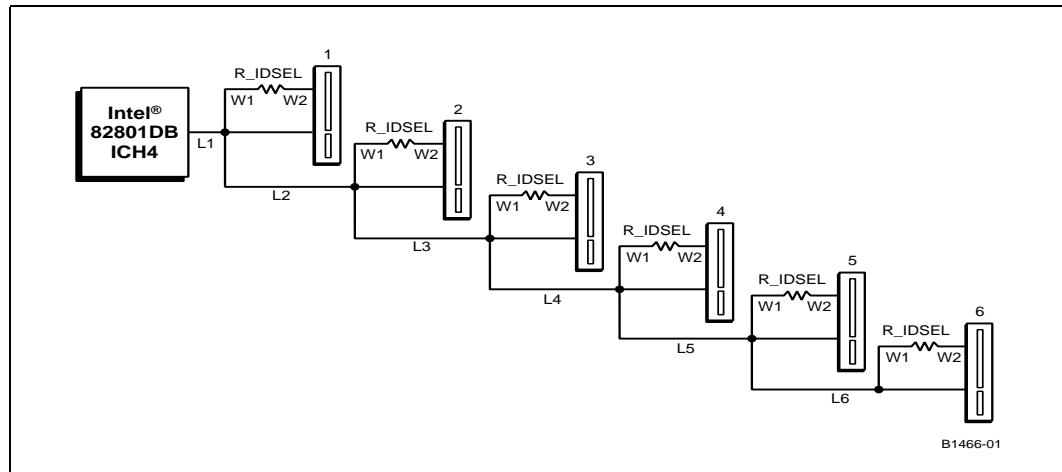 1
R_IDSEL
W1 W2
Intel®
82801DB
ICH4
L1
2
R_IDSEL
W1 W2
L2
3
R_IDSEL
W1 W2
L3
4
R_IDSEL
W1 W2
L4
5
R_IDSEL
W1 W2
L5
6
R_IDSEL
W1 W2
L6
B1466-01